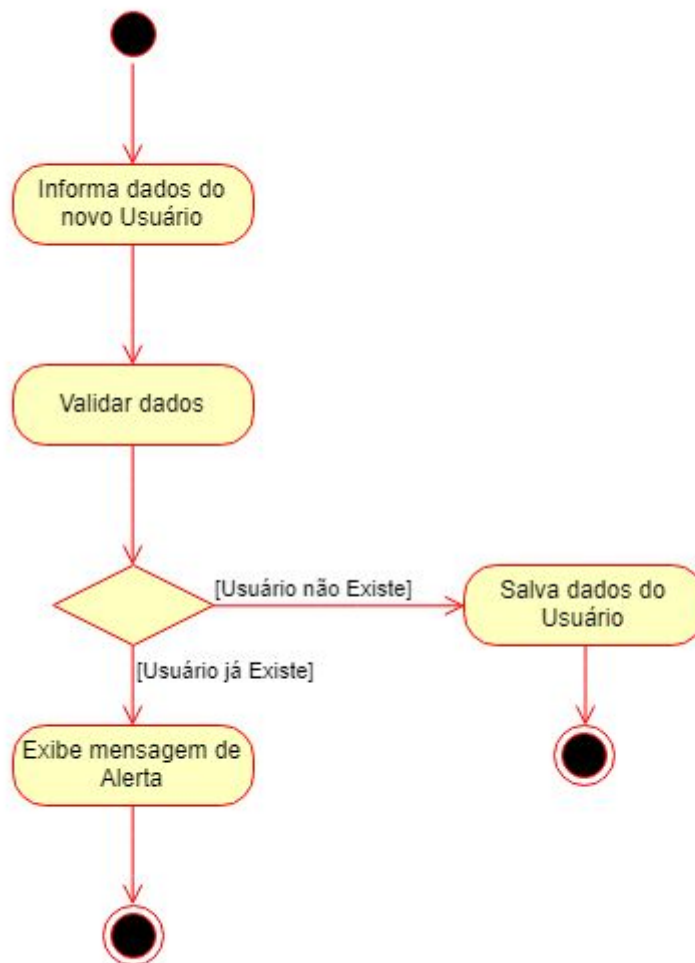 Informa dados do
novo Usuário
Validar dados
[Usuário não Existe]
Salva dados do
Usuário
[Usuário já Existe]
Exibe mensagem de
Alerta